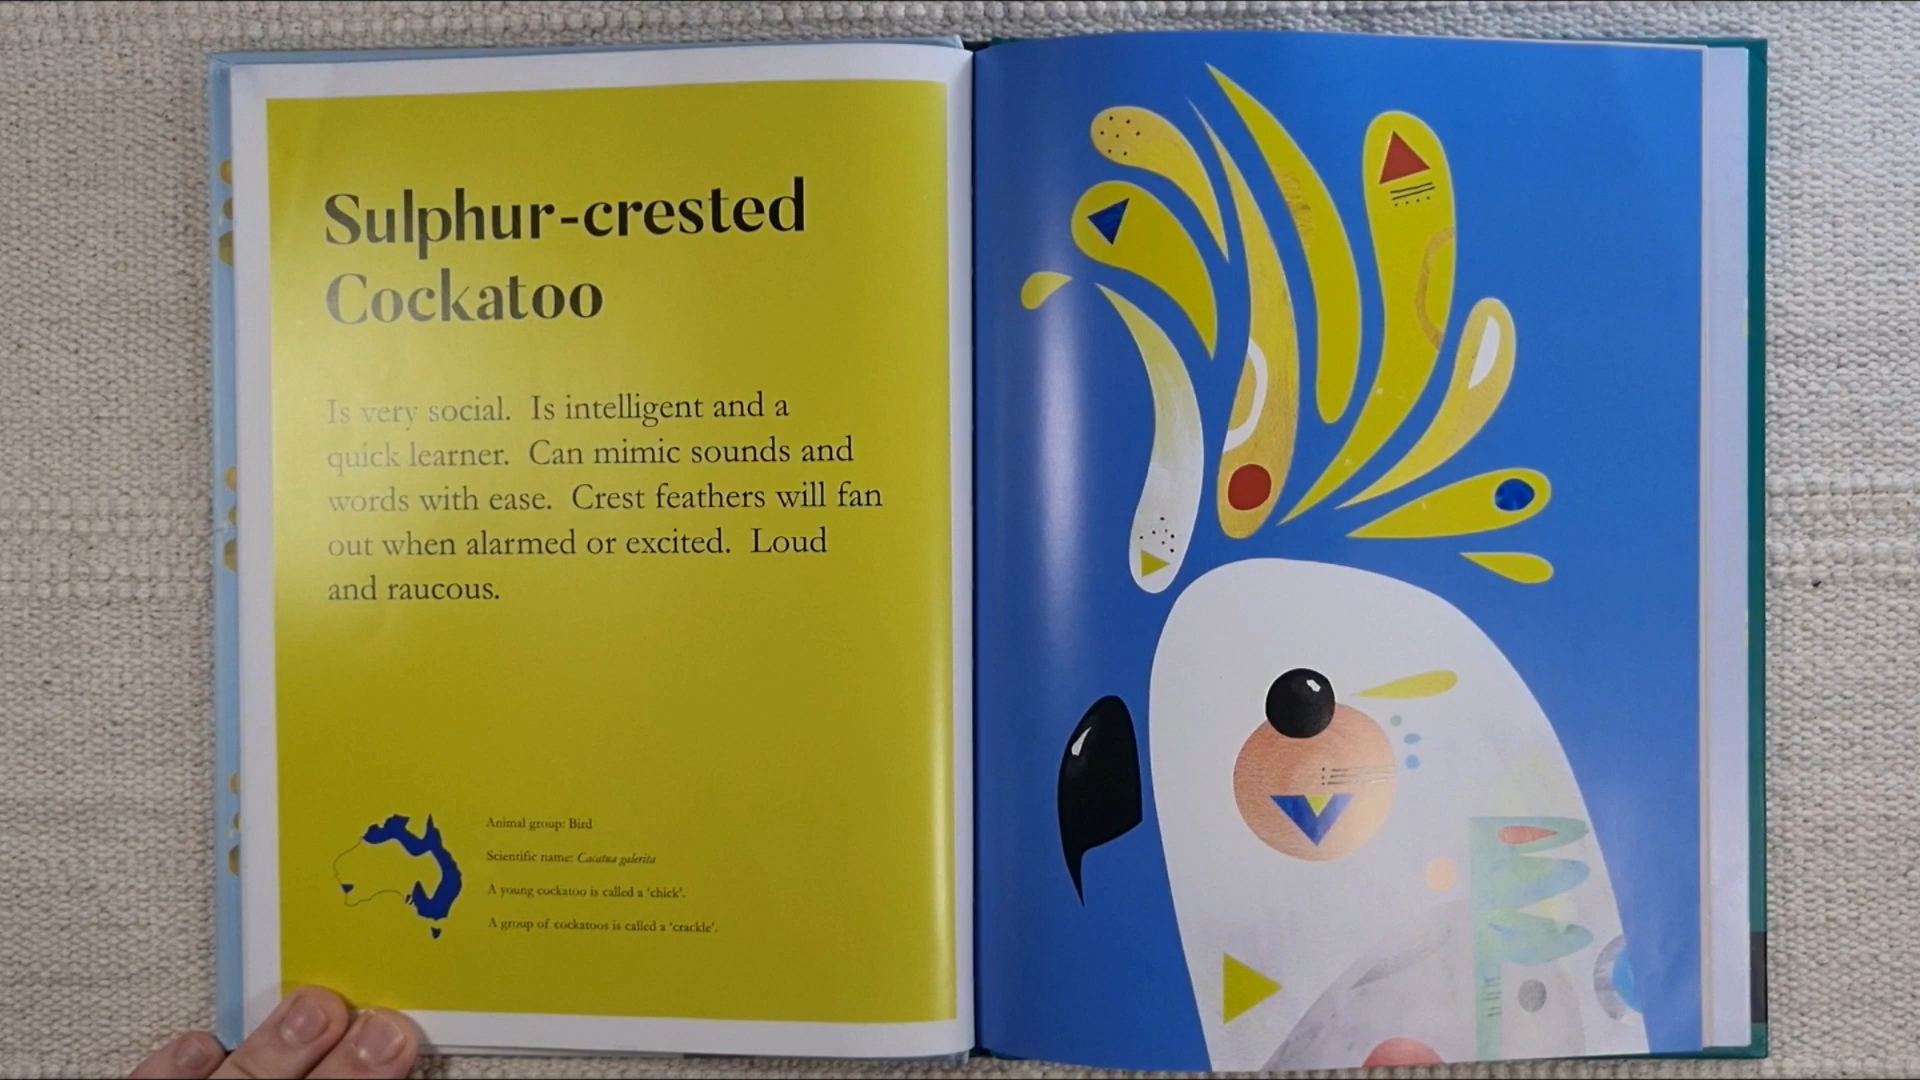 Sulphur-crested
Cockatoo
Is very social. Is intelligent and a
quick learner. Can mimic sounds and
words with ease. Crest feathers will fan
out when alarmed or excited. Loud
and raucous.
Animal group: Bird
Scientific name: Cacatua galerita
A young cockatoo is called a ‘chick’.
A group of cockatoos is called a ‘crackle’.